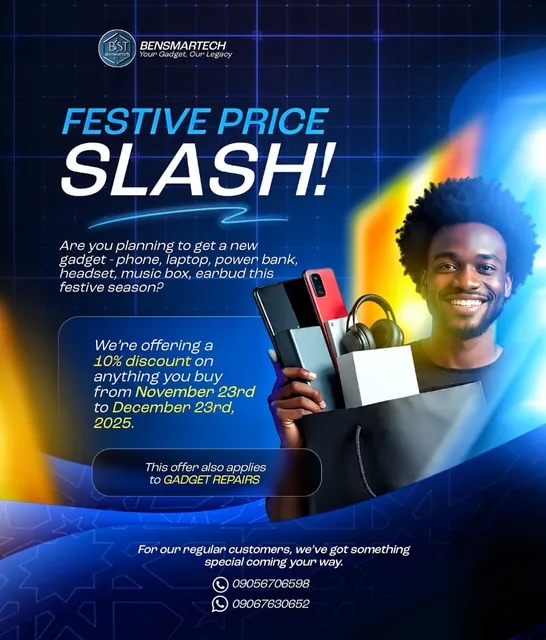 BST
BENSMARTECH
BENSMARTECH
Your Gadget, Our Legacy
FESTIVE PRICE
SLASH!
Are you planning to get a new
gadget - phone, laptop, power bank,
headset, music box, earbud this
festive season?
We're offering a
10% discount on
anything you buy
from November 23rd
to December 23rd,
2025.
This offer also applies
to GADGET REPAIRS
For our regular customers, we've got something
special coming your way.
09056706598
09067630652